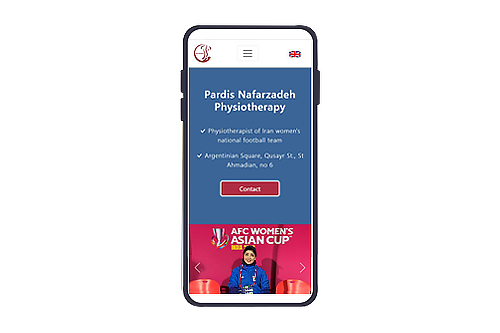 Pardis Nafarzadeh
Physiotherapy
✓ Physiotherapist of Iran women's
national football team
✓ Argentinian Square, Qusayr St., St
Ahmadian, no 6
Contact
AFC WOMEN'S
ASIAN CUP